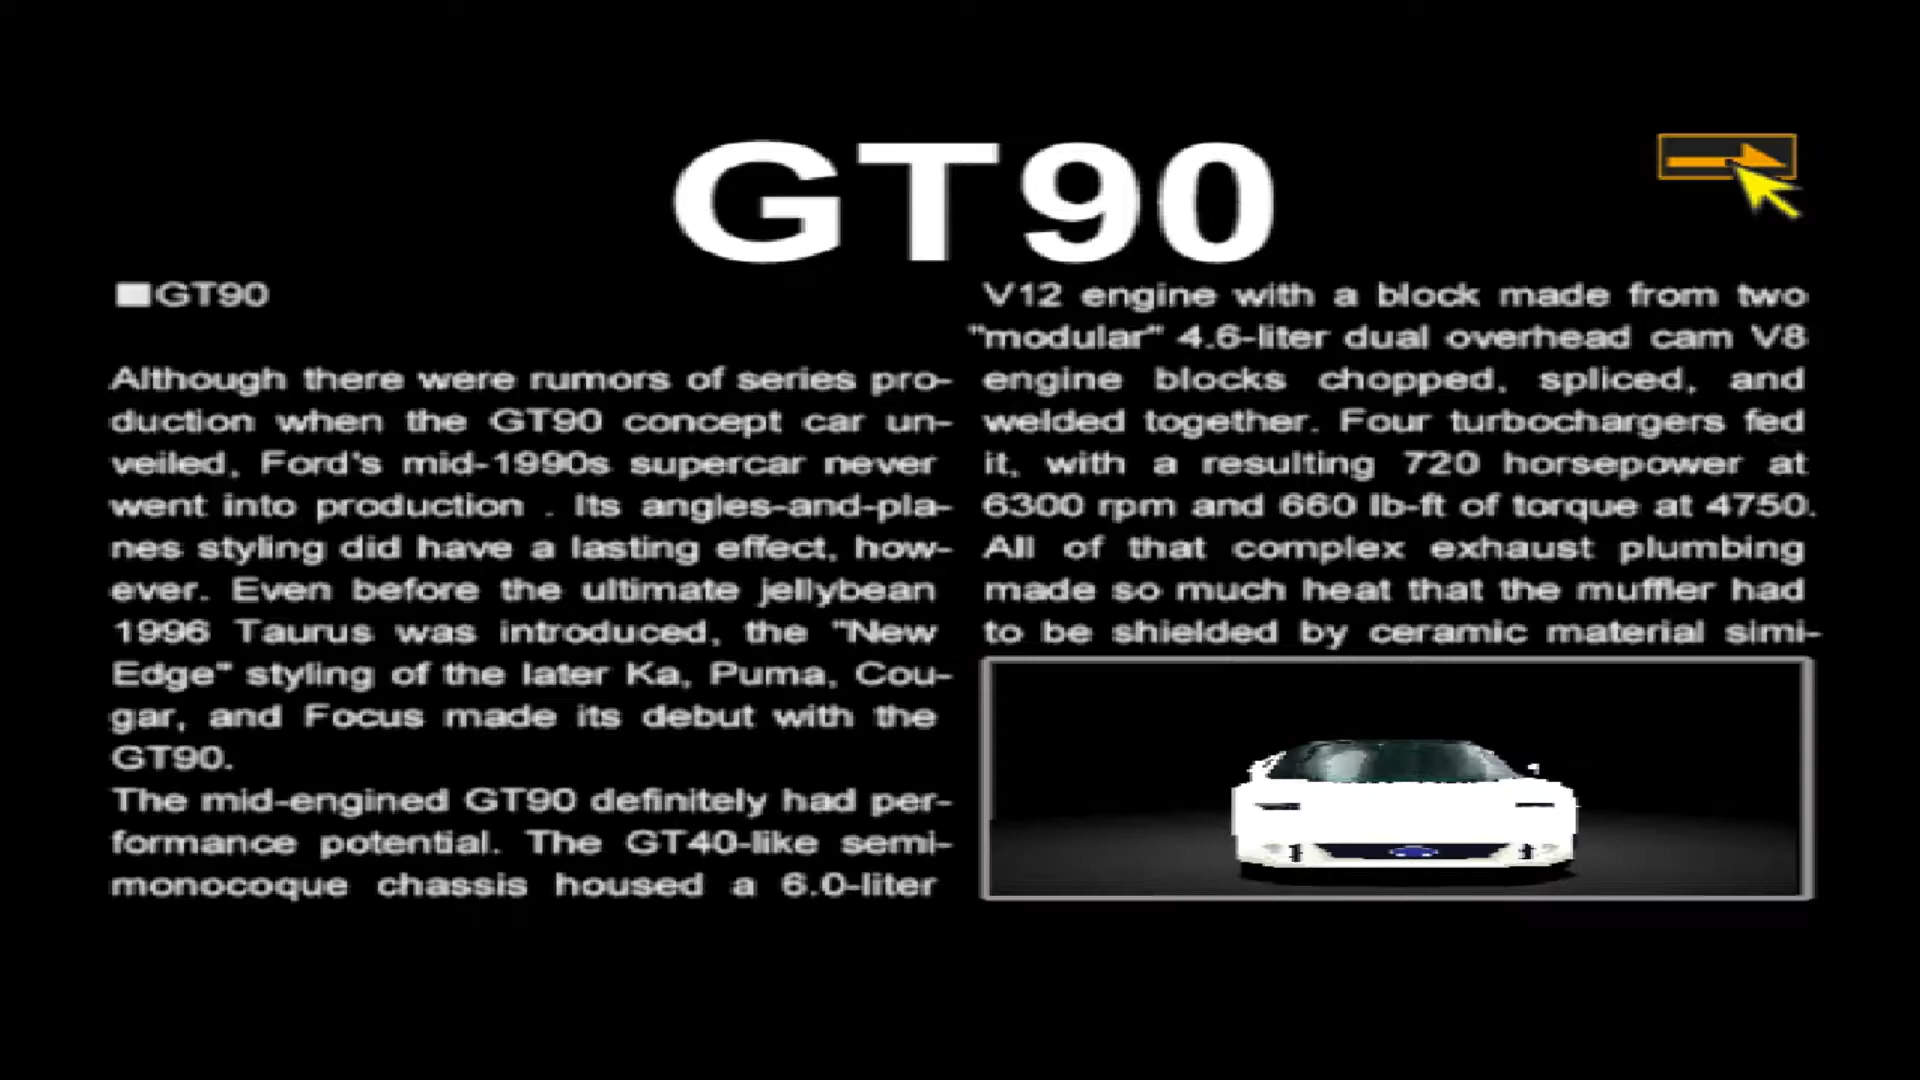 GT90
■GT90
Although there were rumors of series pro-
duction when the GT90 concept car un-
veiled, Ford's mid-1990s supercar never
went into production . Its angles-and-pla-
nes styling did have a lasting effect, how-
ever. Even before the ultimate jellybean
1996 Taurus was introduced, the "New
Edge" styling of the later Ka, Puma, Cou-
gar, and Focus made its debut with the
GT90.
The mid-engined GT90 definitely had per-
formance potential. The GT40-like semi-
monocoque chassis housed a 6.0-liter
V12 engine with a block made from two
"modular" 4.6-liter dual overhead cam V8
engine blocks chopped, spliced, and
welded together. Four turbochargers fed
it, with a resulting 720 horsepower at
6300 rpm and 660 lb-ft of torque at 4750.
All of that complex exhaust plumbing
made so much heat that the muffler had
to be shielded by ceramic material simi-